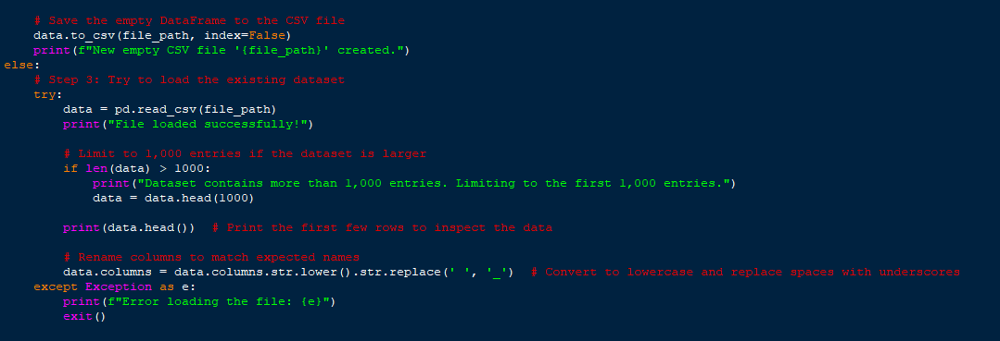 # Save the empty DataFrame to the CSV file
    data.to_csv(file_path, index=False)
    print(f"New empty CSV file '{file_path}' created.")
else:
    # Step 3: Try to load the existing dataset
    try:
        data = pd.read_csv(file_path)
        print("File loaded successfully!")
        # Limit to 1,000 entries if the dataset is larger
        if len(data) > 1000:
            print("Dataset contains more than 1,000 entries. Limiting to the first 1,000 entries.")
            data = data.head(1000)
        print(data.head())  # Print the first few rows to inspect the data
        # Rename columns to match expected names
        data.columns = data.columns.str.lower().str.replace(' ', '_')  # Convert to lowercase and replace spaces with underscores
    except Exception as e:
        print(f"Error loading the file: {e}")
        exit()